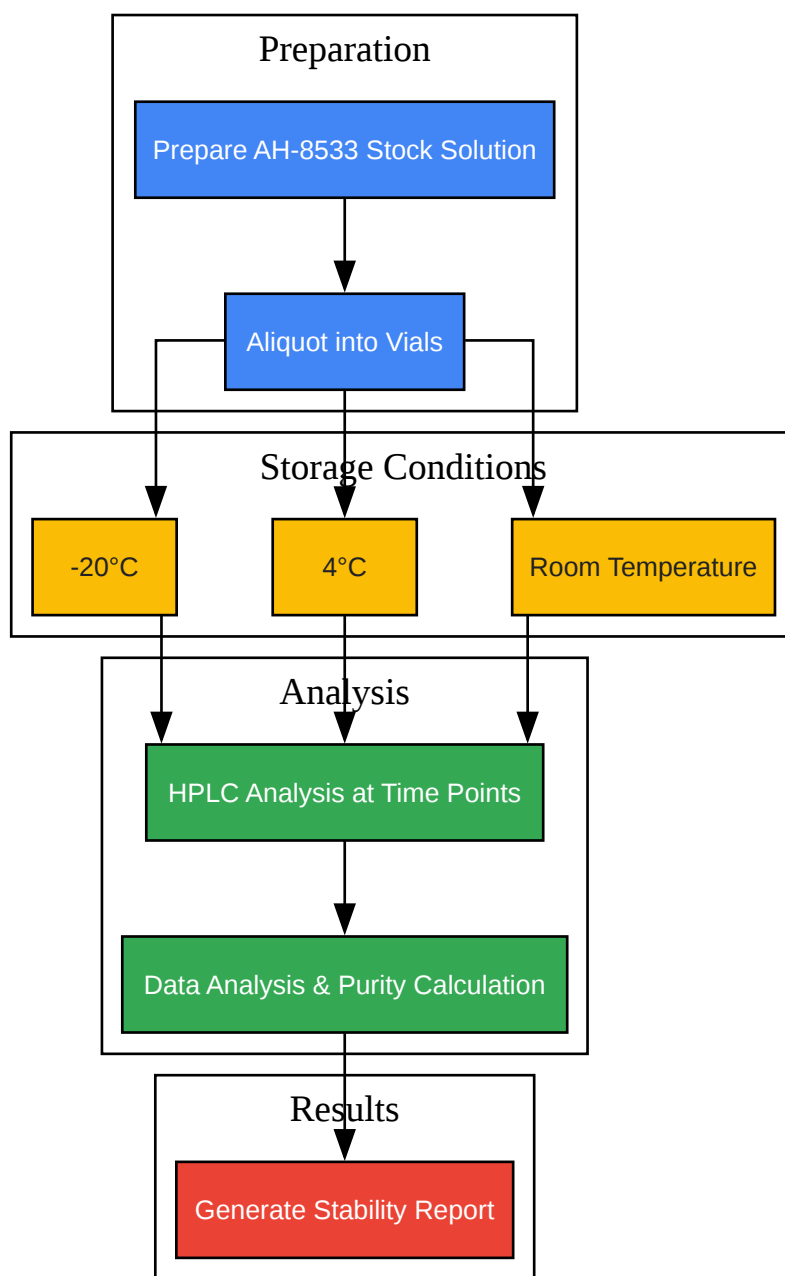 Preparation
Prepare AH-8533 Stock Solution
Aliquot into Vials
Storage Conditions
-20°C
4°C
Room Temperature
Analysis
HPLC Analysis at Time Points
Data Analysis & Purity Calculation
Results
Generate Stability Report